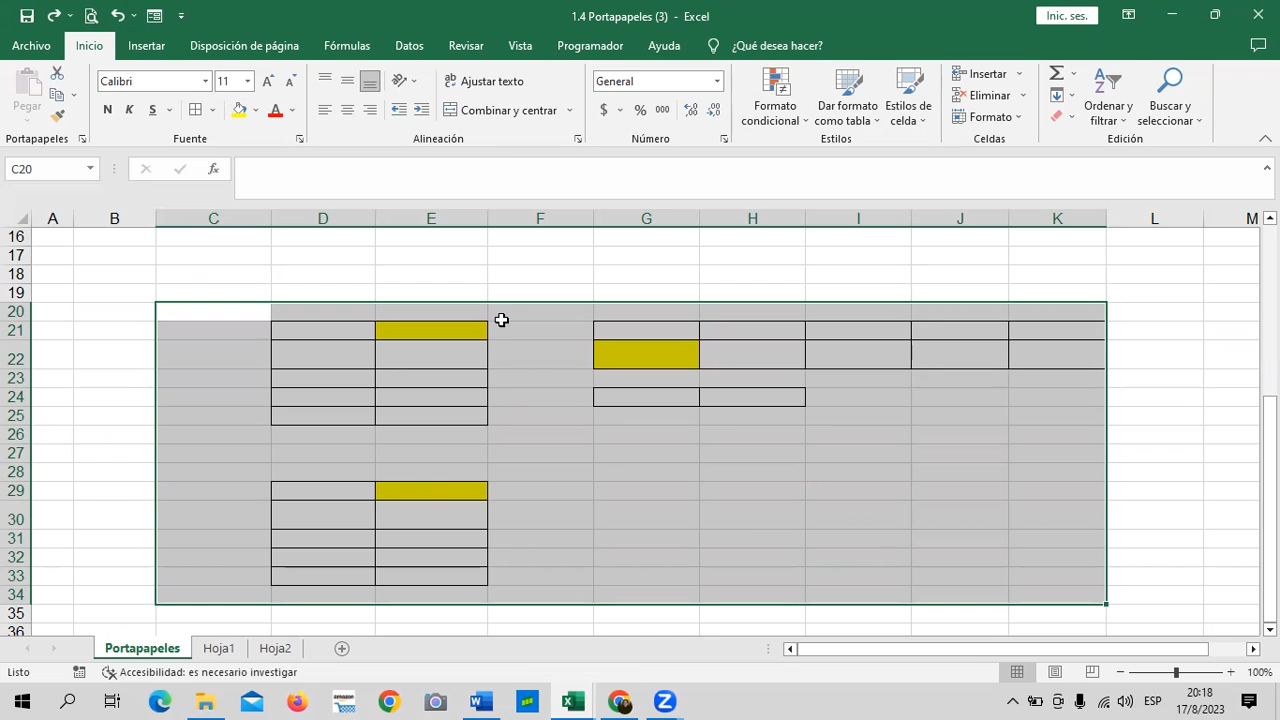 1.4 Portapapeles (3) - Excel
Inic. ses.
Archivo Inicio Insertar Disposición de página Fórmulas Datos Revisar Vista Programador Ayuda ¿Qué desea hacer?
Pegar
Calibri 11
N K S A
Ajustar texto
Combinar y centrar
General
$ % 000
Formato condicional
Dar formato como tabla
Estilos de celda
Insertar
Eliminar
Formato
Ordenar y filtrar
Buscar y seleccionar
Portapapeles Fuente Alineación Número Estilos Celdas Edición
C20 fx
A B C D E F G H I J K L M
16
17
18
19
20
21
22
23
24
25
26
27
28
29
30
31
32
33
34
35
36
Portapapeles Hoja1 Hoja2
Listo Accesibilidad: es necesario investigar 100%
ESP 20:18
17/8/2023